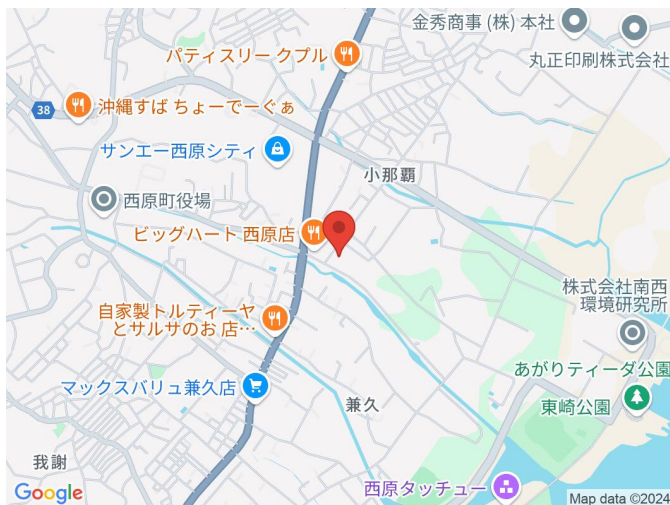 金秀商事 (株) 本社
丸正印刷株式会社
パティスリー クプル
38
沖縄すば ちょーでーぐぁ
サンエー西原シティ
小那覇
西原町役場
ビッグハート 西原店
株式会社南西
環境研究所
自家製トルティーヤ
とサルサのお 店…
あがりティーダ公園
東崎公園
マックスバリュ兼久店
兼久
我謝
西原タッチュー
Google
Map data ©2024